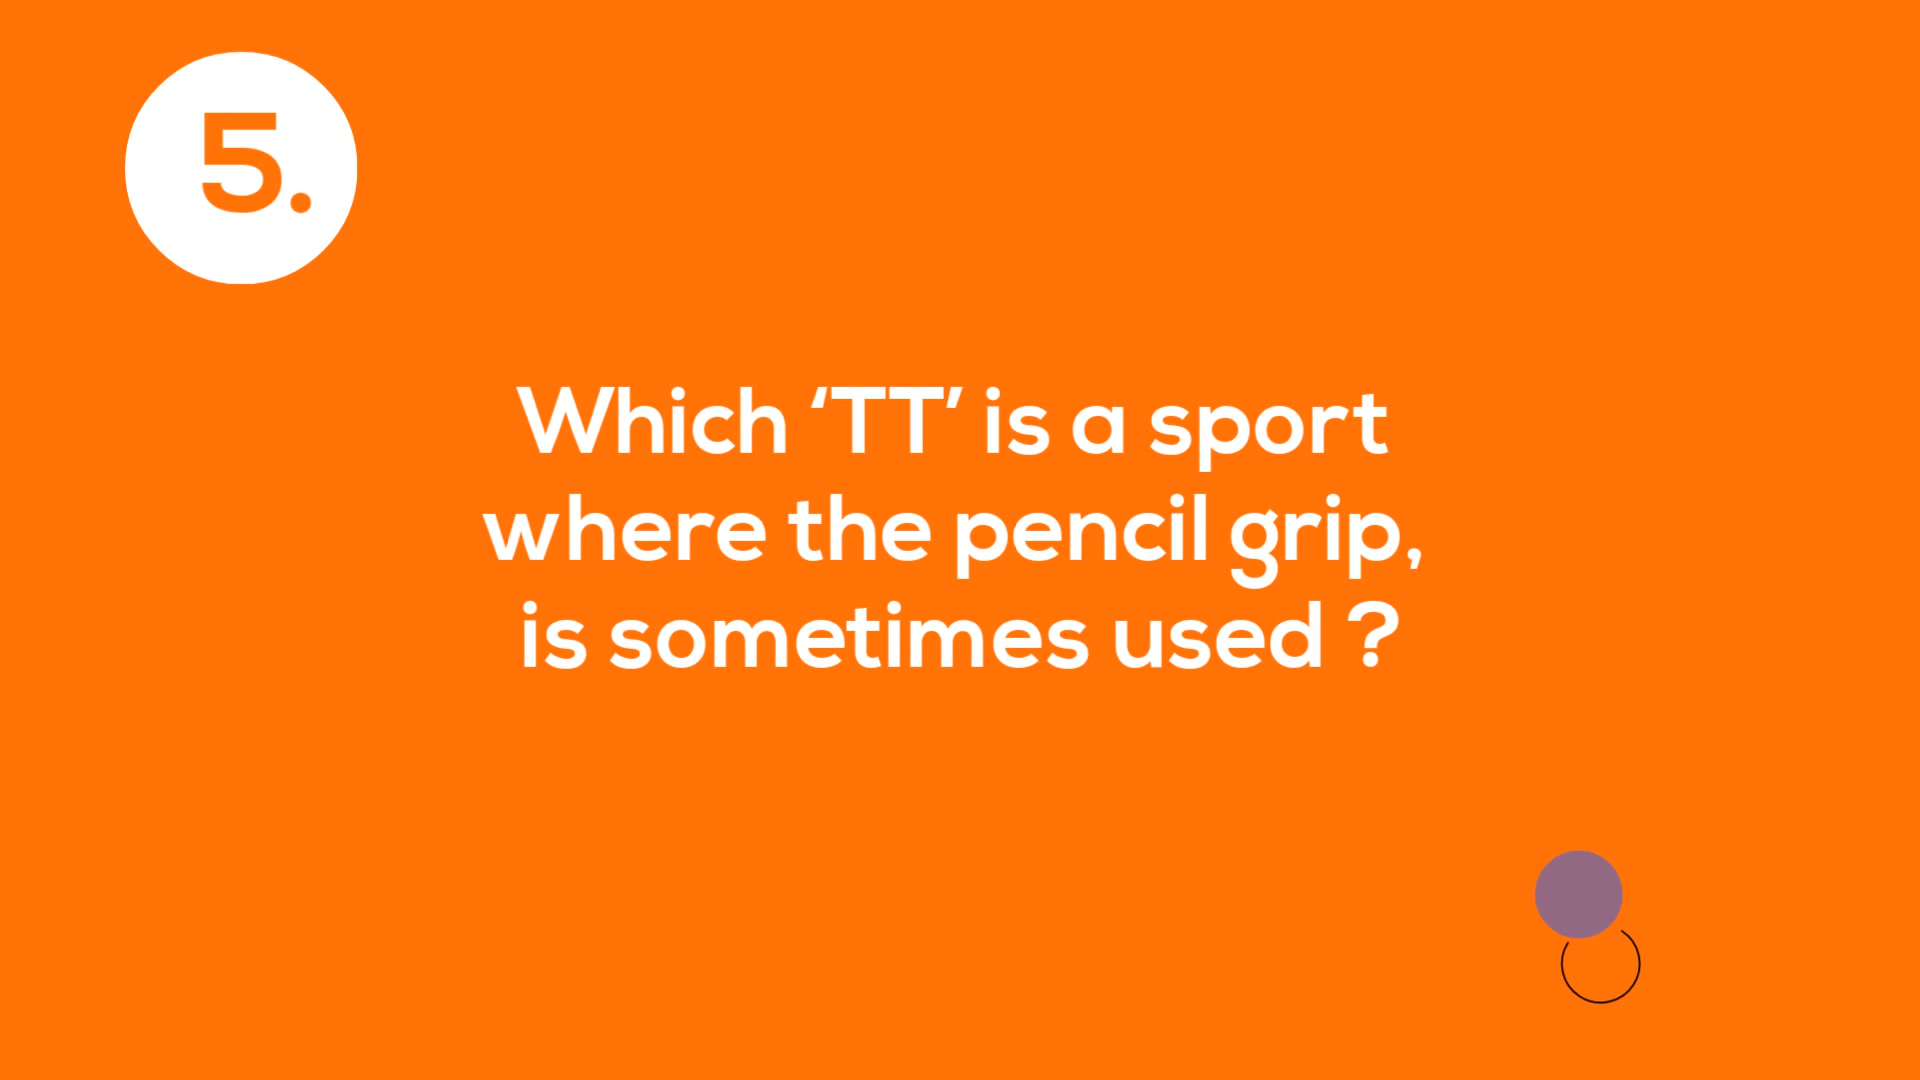 5.
Which ‘TT’ is a sport
where the pencil grip,
is sometimes used ?